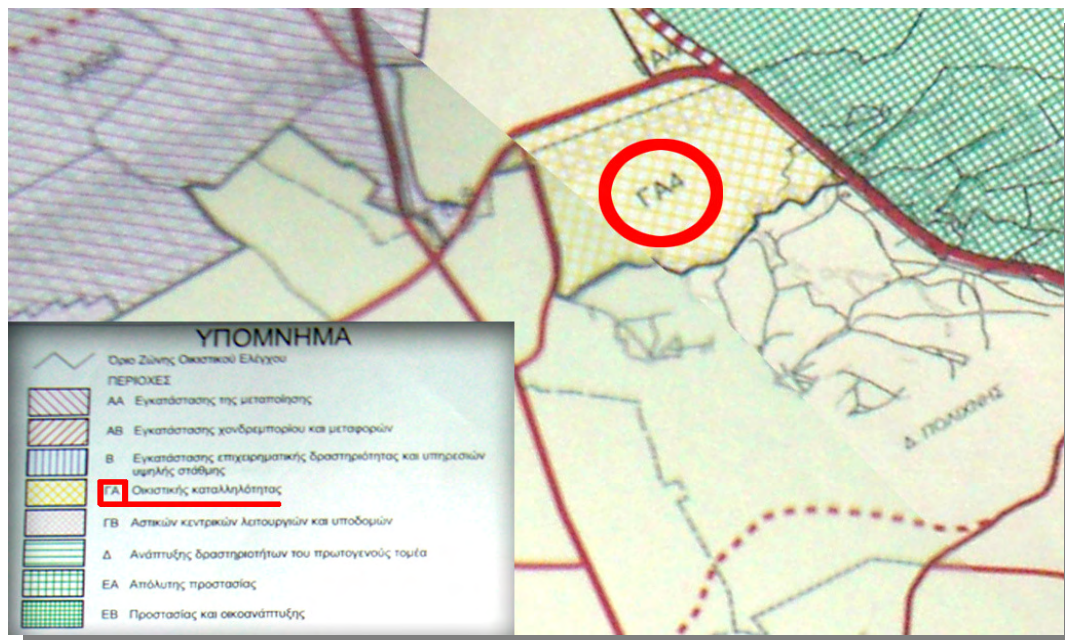 ΓΑ4
Δ. ΠΟΛΙΧΝΗΣ
ΥΠΟΜΝΗΜΑ
Όριο Ζώνης Οικιστικού Ελέγχου
ΠΕΡΙΟΧΕΣ
ΑΑ Εγκατάστασης της μεταποίησης
ΑΒ Εγκατάστασης χονδρεμπορίου και μεταφορών
Β Εγκατάστασης επιχειρηματικής δραστηριότητας και υπηρεσιών
υψηλής στάθμης
ΓΑ Οικιστικής καταλληλότητας
ΓΒ Αστικών κεντρικών λειτουργιών και υποδομών
Δ Ανάπτυξης δραστηριοτήτων του πρωτογενούς τομέα
ΕΑ Απόλυτης προστασίας
ΕΒ Προστασίας και οικοανάπτυξης